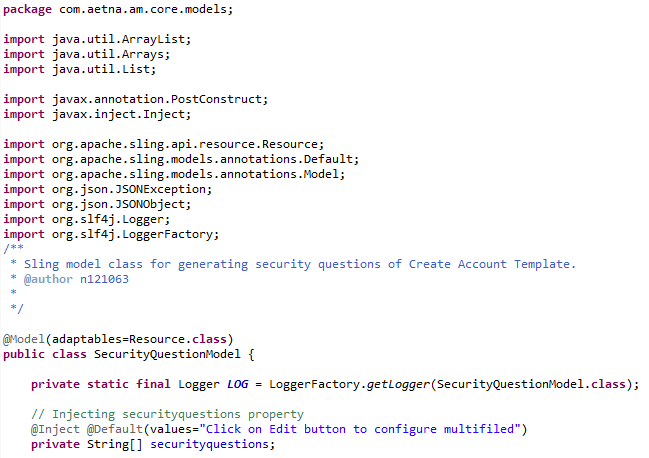 package com.aetna.am.core.models;
import java.util.ArrayList;
import java.util.Arrays;
import java.util.List;
import javax.annotation.PostConstruct;
import javax.inject.Inject;
import org.apache.sling.api.resource.Resource;
import org.apache.sling.models.annotations.Default;
import org.apache.sling.models.annotations.Model;
import org.json.JSONException;
import org.json.JSONObject;
import org.slf4j.Logger;
import org.slf4j.LoggerFactory;
/**
 * Sling model class for generating security questions of Create Account Template.
 * @author n121063
 *
 */
@Model(adaptables=Resource.class)
public class SecurityQuestionModel {
    private static final Logger LOG = LoggerFactory.getLogger(SecurityQuestionModel.class);
    // Injecting securityquestions property
    @Inject @Default(values="Click on Edit button to configure multifiled")
    private String[] securityquestions;